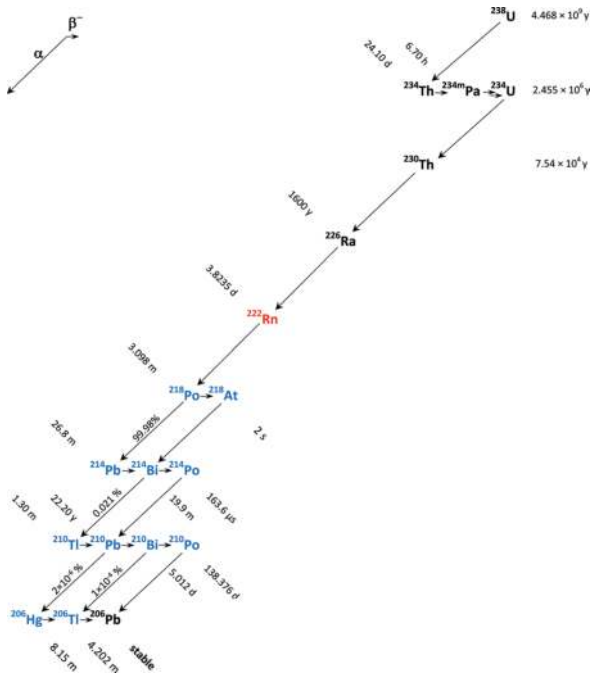 β⁻
α
²³⁸U 4.468 × 10⁹ y
24.10 d
6.70 h
²³⁴Th ²³⁴ᵐPa ²³⁴U 2.455 × 10⁶ y
²³⁰Th 7.54 × 10⁴ y
1600 y
²²⁶Ra
3.8235 d
²²²Rn
3.098 m
²¹⁸Po ²¹⁸At
26.8 m
99.98%
2 s
²¹⁴Pb ²¹⁴Bi ²¹⁴Po
1.30 m
22.20 y
0.021 %
19.9 m
163.6 µs
²¹⁰Tl ²¹⁰Pb ²¹⁰Bi ²¹⁰Po
2×10⁻⁶ %
1×10⁻⁴ %
5.012 d
138.376 d
²⁰⁶Hg ²⁰⁶Tl ²⁰⁶Pb
8.15 m
4.202 m
stable